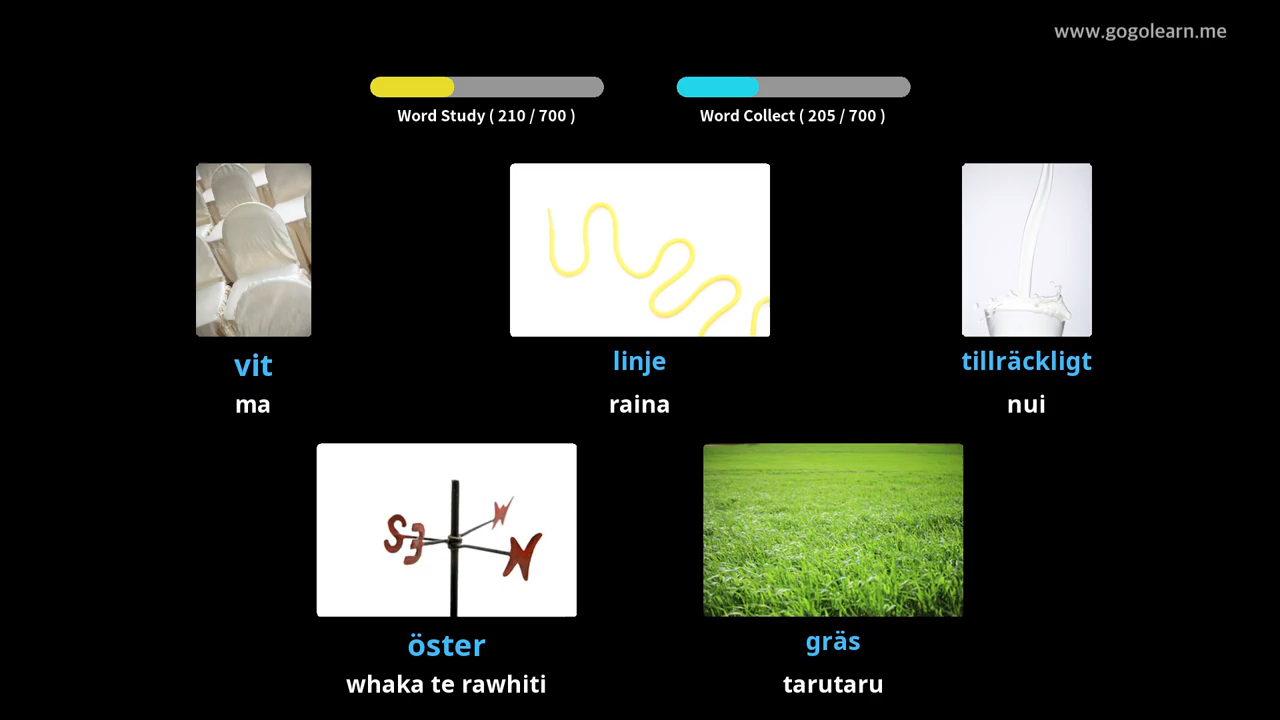 www.gogolearn.me
Word Study ( 210 / 700 )
Word Collect ( 205 / 700 )
vit
linje
tillräckligt
ma
raina
nui
öster
gräs
whaka te rawhiti
tarutaru